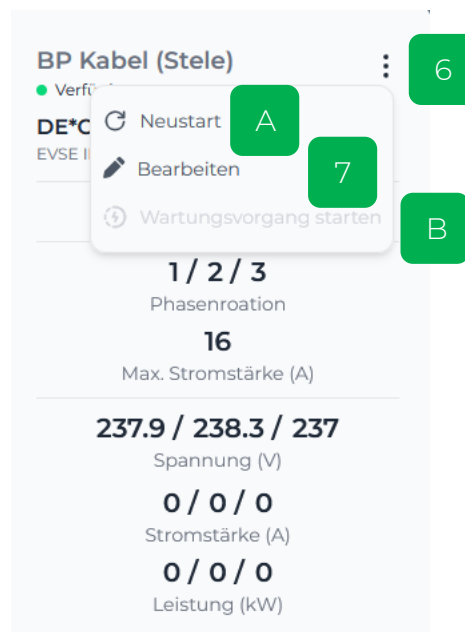 BP Kabel (Stele)
6
Neustart
A
Bearbeiten
7
Wartungsvorgang starten
B
1 / 2 / 3
Phasenroation
16
Max. Stromstärke (A)
237.9 / 238.3 / 237
Spannung (V)
0 / 0 / 0
Stromstärke (A)
0 / 0 / 0
Leistung (kW)